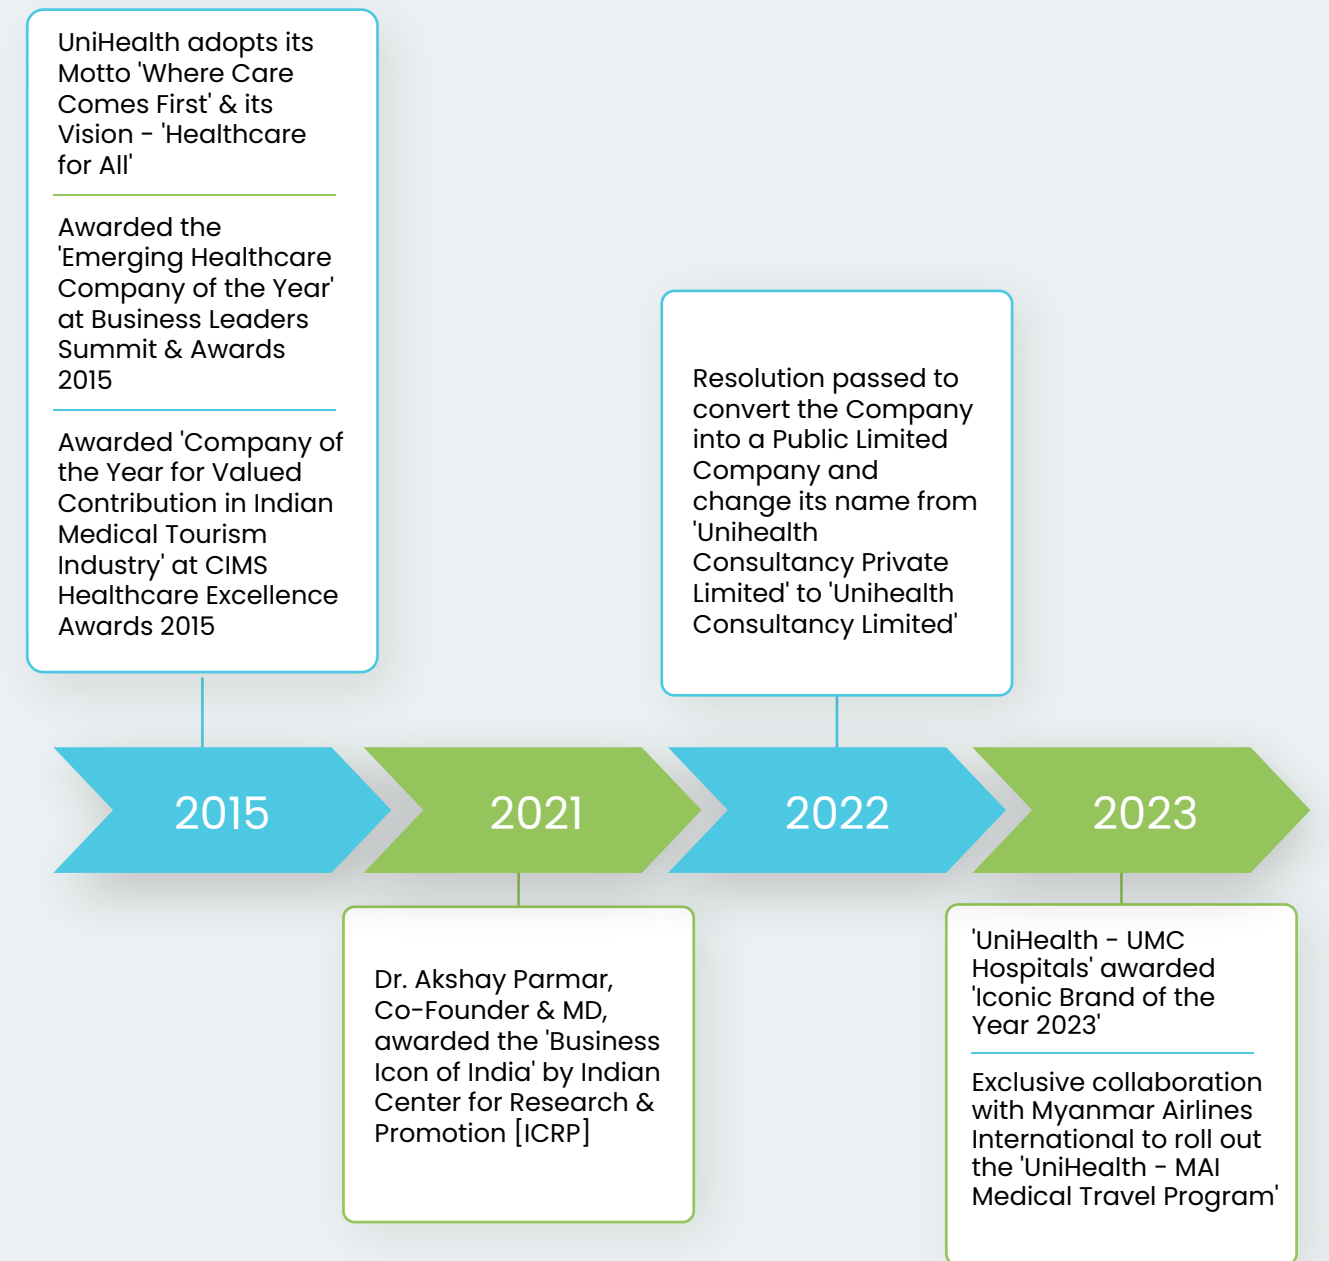 UniHealth adopts its
Motto 'Where Care
Comes First' & its
Vision - 'Healthcare
for All'
Awarded the
'Emerging Healthcare
Company of the Year'
at Business Leaders
Summit & Awards
2015
Awarded 'Company of
the Year for Valued
Contribution in Indian
Medical Tourism
Industry' at CIMS
Healthcare Excellence
Awards 2015
Resolution passed to
convert the Company
into a Public Limited
Company and
change its name from
'Unihealth
Consultancy Private
Limited' to 'Unihealth
Consultancy Limited'
2015
2021
2022
2023
Dr. Akshay Parmar,
Co-Founder & MD,
awarded the 'Business
Icon of India' by Indian
Center for Research &
Promotion [ICRP]
'UniHealth - UMC
Hospitals' awarded
'Iconic Brand of the
Year 2023'
Exclusive collaboration
with Myanmar Airlines
International to roll out
the 'UniHealth - MAI
Medical Travel Program'